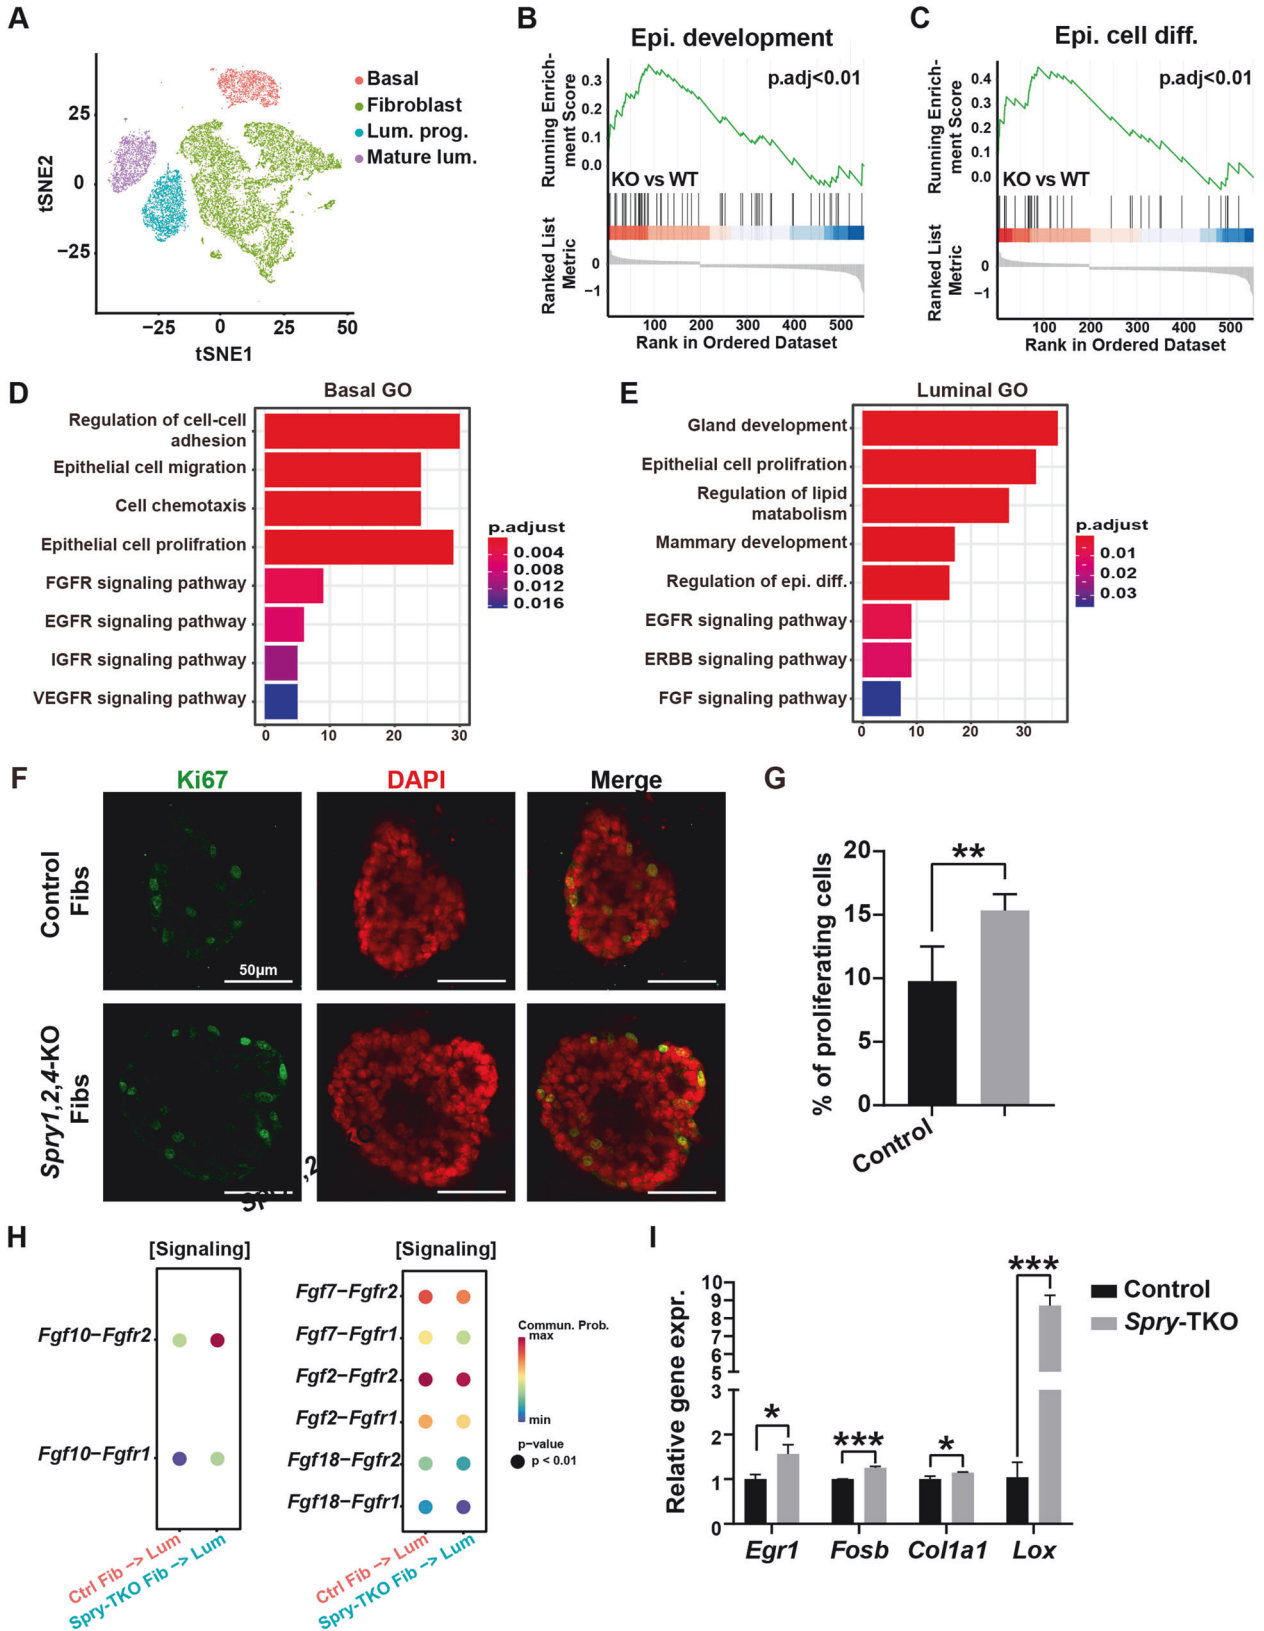 A
25
0
−25
tSNE2
−25
0
25
50
tSNE1
Basal
Fibroblast
Lum. prog.
Mature lum.
B
Epi. development
p.adj<0.01
Running Enrich-
ment Score
0.3
0.2
0.1
0.0
KO vs WT
Ranked List
Metric
0
−1
100
200
300
400
500
Rank in Ordered Dataset
C
Epi. cell diff.
p.adj<0.01
Running Enrich-
ment Score
0.4
0.3
0.2
0.1
0.0
KO vs WT
Ranked List
Metric
0
−1
100
200
300
400
500
Rank in Ordered Dataset
D
Basal GO
Regulation of cell-cell
adhesion
Epithelial cell migration
Cell chemotaxis
Epithelial cell prolifration
FGFR signaling pathway
EGFR signaling pathway
IGFR signaling pathway
VEGFR signaling pathway
0
10
20
30
p.adjust
0.004
0.008
0.012
0.016
E
Luminal GO
Gland development
Epithelial cell prolifration
Regulation of lipid
matabolism
Mammary development
Regulation of epi. diff.
EGFR signaling pathway
ERBB signaling pathway
FGF signaling pathway
0
10
20
30
p.adjust
0.01
0.02
0.03
F
Ki67
DAPI
Merge
Control
Fibs
50μm
Spry1,2,4-KO
Fibs
G
% of proliferating cells
20
15
10
5
0
**
Control
H
[Signaling]
Fgf10−Fgfr2
Fgf10−Fgfr1
Ctrl Fib −> Lum
Spry-TKO Fib −> Lum
[Signaling]
Fgf7−Fgfr2
Fgf7−Fgfr1
Fgf2−Fgfr2
Fgf2−Fgfr1
Fgf18−Fgfr2
Fgf18−Fgfr1
Ctrl Fib −> Lum
Spry-TKO Fib −> Lum
Commun. Prob.
max
min
p−value
p < 0.01
I
Relative gene expr.
10
9
8
7
6
5
3
2
1
0
*
***
*
***
Egr1
Fosb
Col1a1
Lox
Control
Spry-TKO